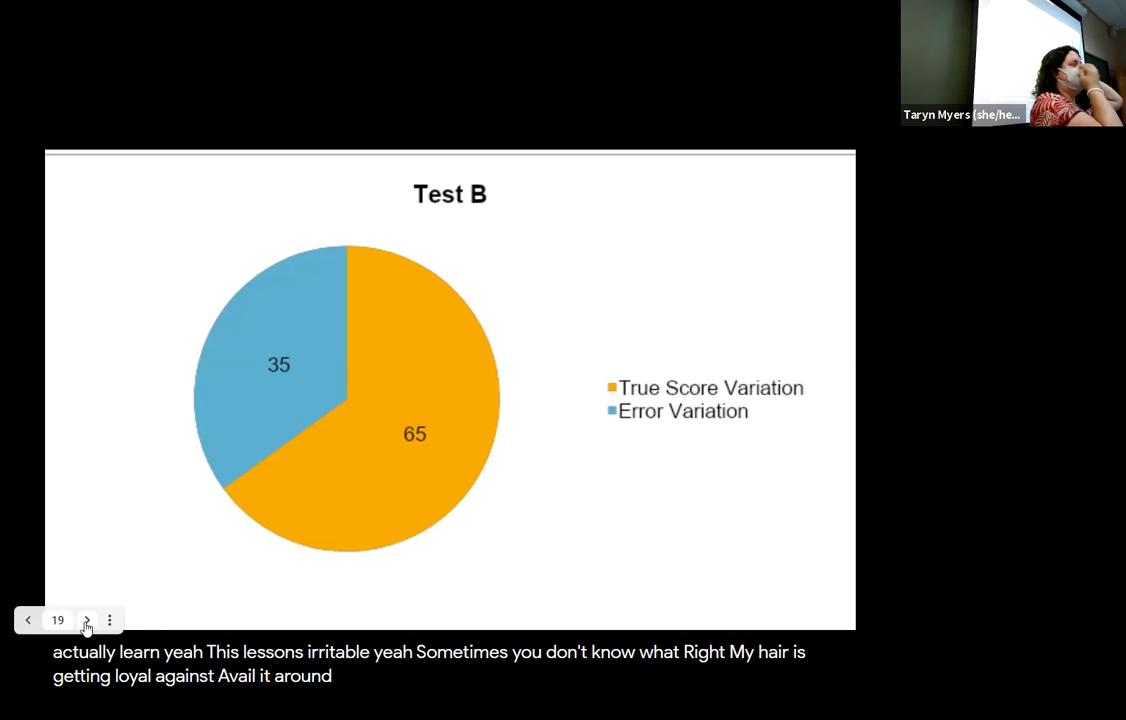 Taryn Myers (she/he...
Test B
35
65
True Score Variation
Error Variation
19
actually learn yeah This lessons irritable yeah Sometimes you don't know what Right My hair is
getting loyal against Avail it around